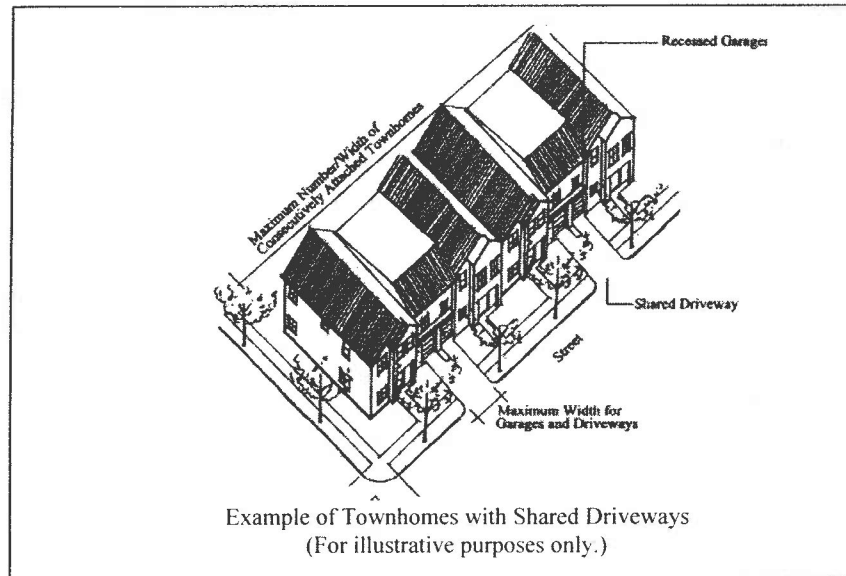 Recessed Garages
Maximum Number/Width of
Consecutively Attached Townhomes
Shared Driveway
Street
Maximum Width for
Garages and Driveways
Example of Townhomes with Shared Driveways
(For illustrative purposes only.)